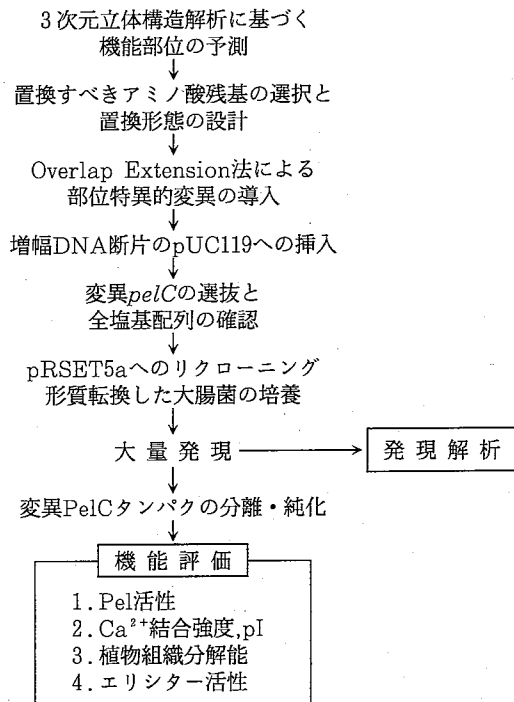 3次元立体構造解析に基づく
機能部位の予測
置換すべきアミノ酸残基の選択と
置換形態の設計
Overlap Extension法による
部位特異的変異の導入
増幅DNA断片のpUC119への挿入
変異pelCの選抜と
全塩基配列の確認
pRSET5aへのリクローニング
形質転換した大腸菌の培養
大量発現
発現解析
変異PelCタンパクの分離・純化
機能評価
1.Pel活性
2.Ca²⁺結合強度,pI
3.植物組織分解能
4.エリシター活性